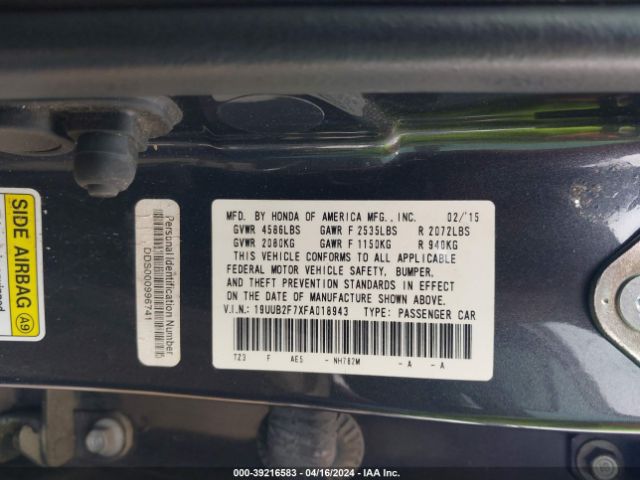 SIDE AIRBAG
A9
Personal Identification Number
DDS000996741
MFD. BY HONDA OF AMERICA MFG., INC. 02/'15
GVWR 4586LBS GAWR F 2535LBS R 2072LBS
GVWR 2080KG GAWR F 1150KG R 940KG
THIS VEHICLE CONFORMS TO ALL APPLICABLE
FEDERAL MOTOR VEHICLE SAFETY, BUMPER,
AND THEFT PREVENTION STANDARDS IN EFFECT
ON THE DATE OF MANUFACTURE SHOWN ABOVE.
V.I.N.: 19UUB2F7XFA018943 TYPE: PASSENGER CAR
TZ3 F AE5 - NH782M - A - A
000-39216583 - 04/16/2024 - IAA Inc.